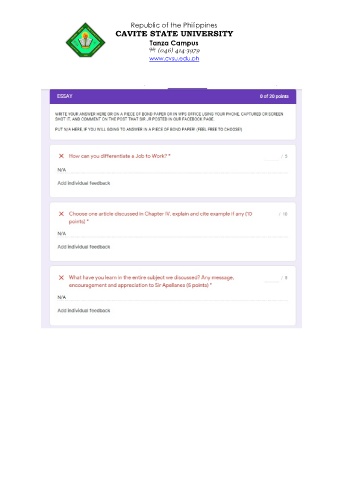 Republic of the Philippines
CAVITE STATE UNIVERSITY
Tanza Campus
☏ (046) 414-3979
www.cvsu.edu.ph
ESSAY
0 of 20 points
WRITE YOUR ANSWER HERE OR ON A PIECE OF BOND PAPER OR IN WPS OFFICE USING YOUR PHONE, CAPTURED OR SCREEN
SHOT IT, AND COMMENT ON THE POST THAT SIR JR POSTED IN OUR FACEBOOK PAGE.
PUT N/A HERE, IF YOU WILL GOING TO ANSWER IN A PIECE OF BOND PAPER! (FEEL FREE TO CHOOSE!)
How can you differentiate a Job to Work? *
/ 5
N/A
Add individual feedback
Choose one article discussed in Chapter IV, explain and cite example if any (10
points) *
/ 10
N/A
Add individual feedback
What have you learn in the entire subject we discussed? Any message,
encouragement and appreciation to Sir Apellanes (5 points) *
N/A
Add individual feedback